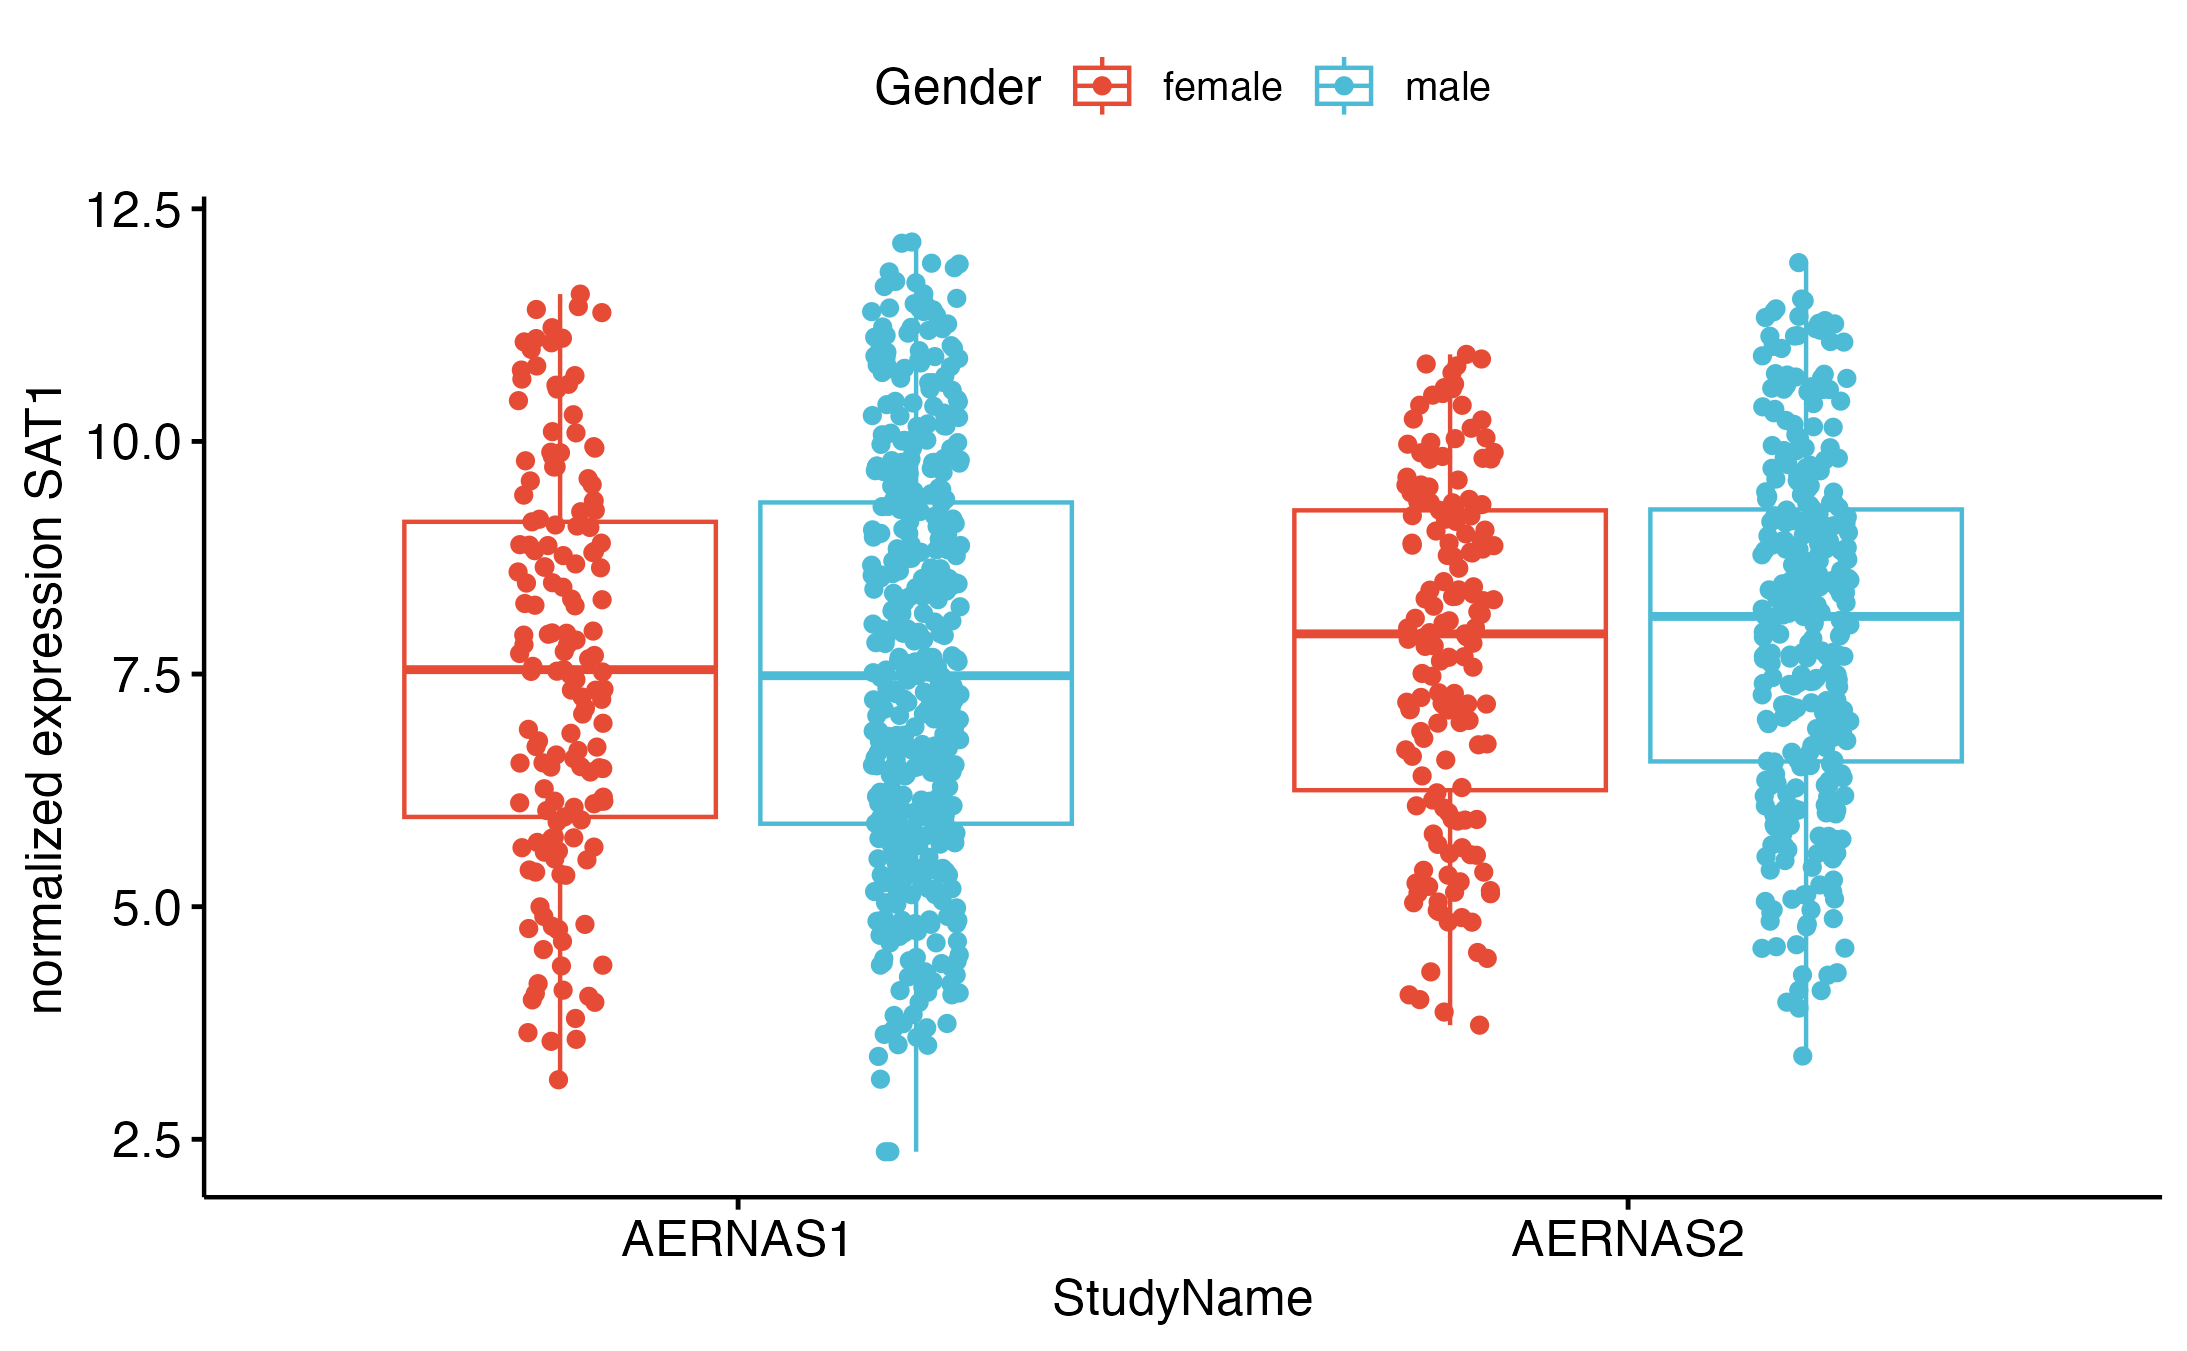 Gender female male
12.5
10.0
7.5
5.0
2.5
normalized expression SAT1
AERNAS1 AERNAS2
StudyName